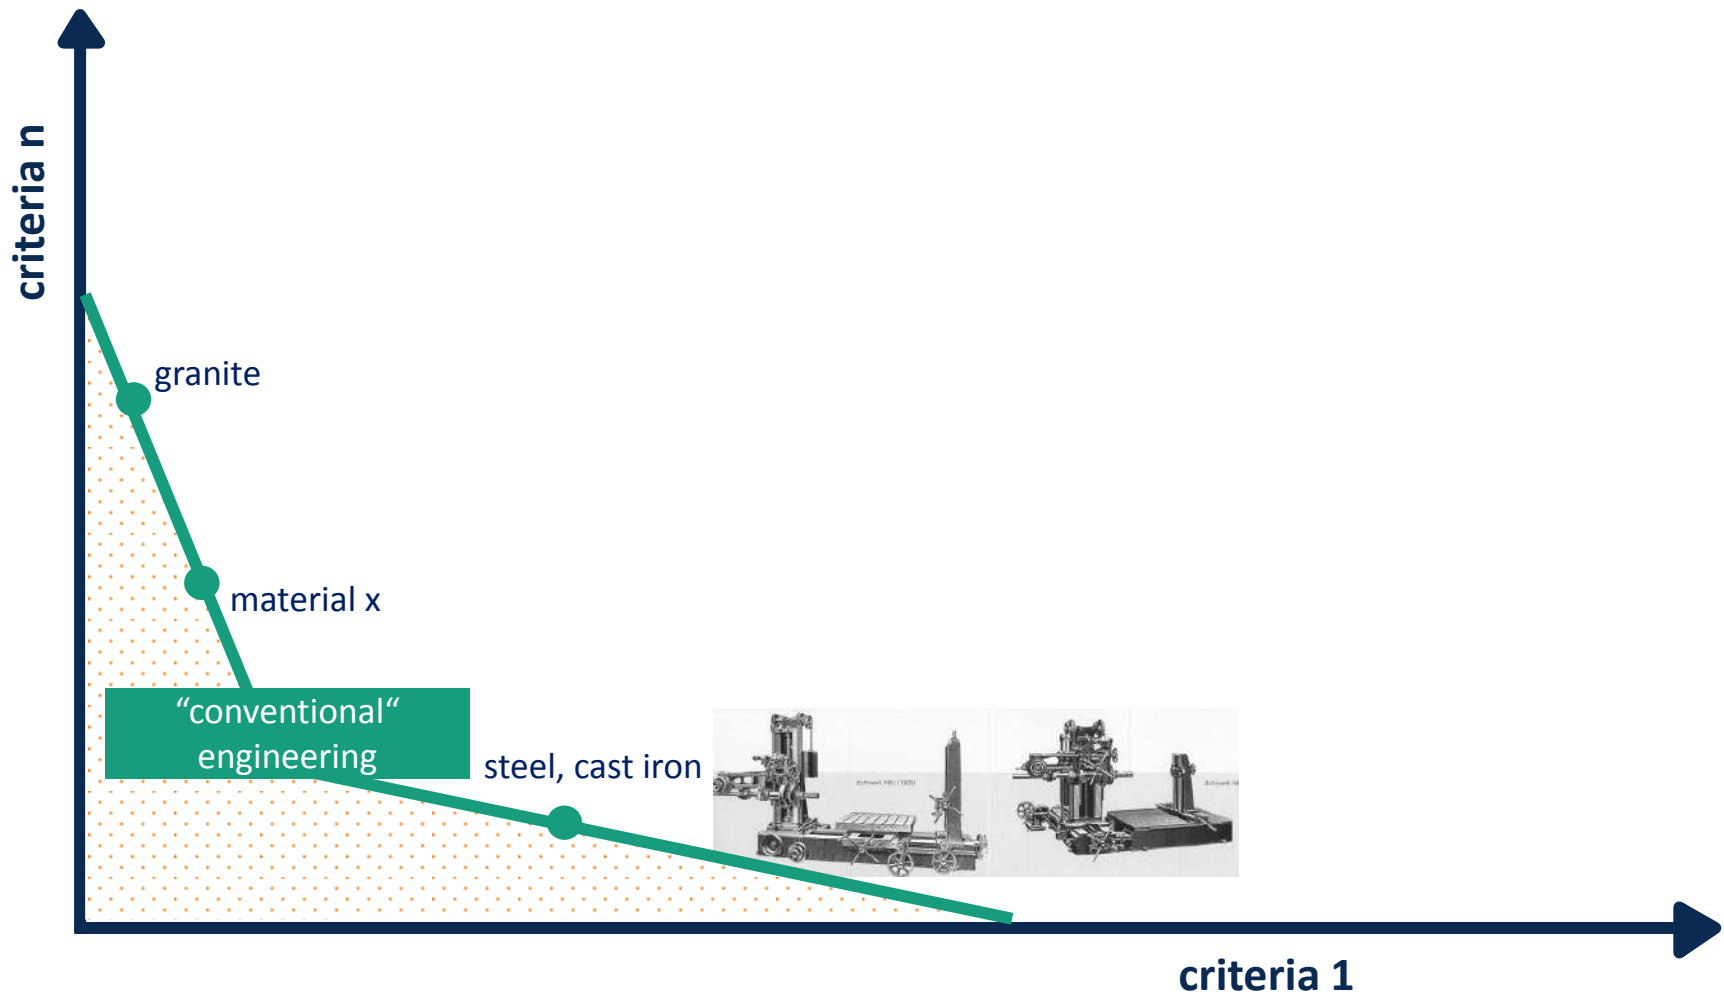 criteria n
granite
material x
“conventional“
engineering
steel, cast iron
criteria 1